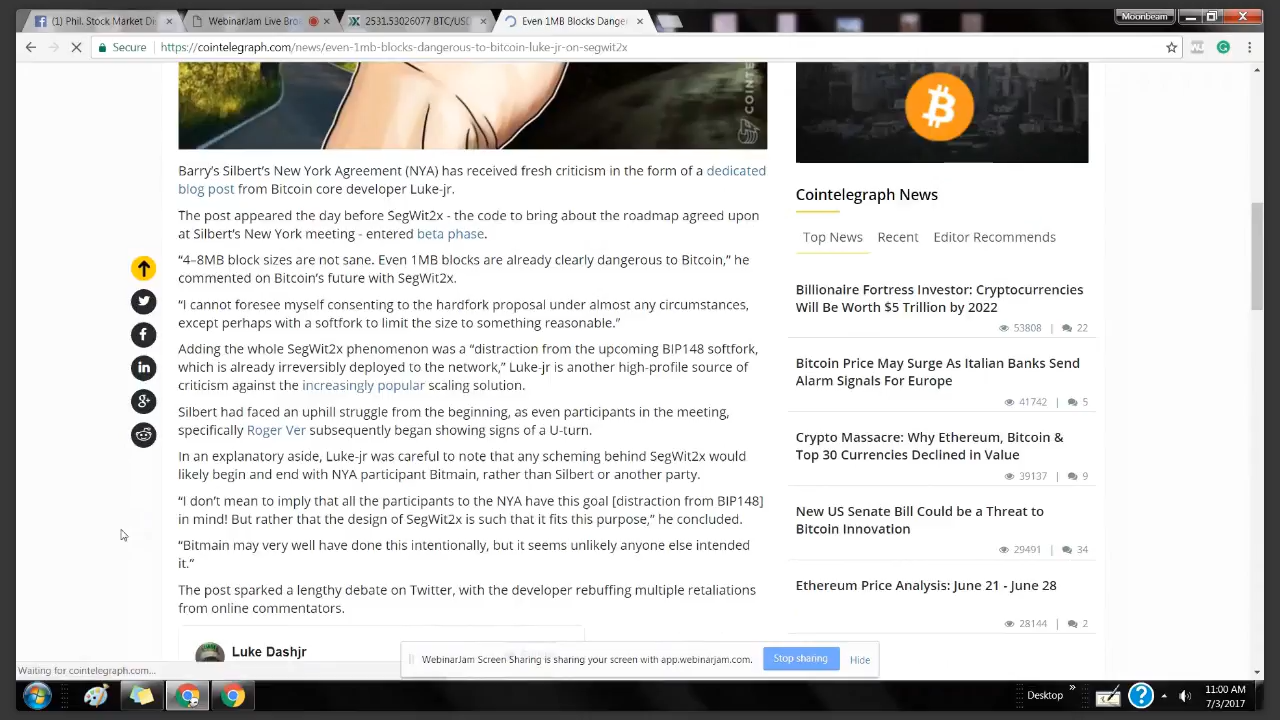 (1) Phil. Stock Market Di
WebinarJam Live Bro
2531.5302607 BTC/USD
Even 1MB Blocks Dange
Moonbeam
Secure
https://cointelegraph.com/news/even-1mb-blocks-dangerous-to-bitcoin-luke-jr-on-segwit2x
COINTE
Barry's Silbert's New York Agreement (NYA) has received fresh criticism in the form of a dedicated
blog post from Bitcoin core developer Luke-jr.
The post appeared the day before SegWit2x - the code to bring about the roadmap agreed upon
at Silbert's New York meeting - entered beta phase.
“4–8MB block sizes are not sane. Even 1MB blocks are already clearly dangerous to Bitcoin,” he
commented on Bitcoin's future with SegWit2x.
“I cannot foresee myself consenting to the hardfork proposal under almost any circumstances,
except perhaps with a softfork to limit the size to something reasonable.”
Adding the whole SegWit2x phenomenon was a “distraction from the upcoming BIP148 softfork,
which is already irreversibly deployed to the network,” Luke-jr is another high-profile source of
criticism against the increasingly popular scaling solution.
Silbert had faced an uphill struggle from the beginning, as even participants in the meeting,
specifically Roger Ver subsequently began showing signs of a U-turn.
In an explanatory aside, Luke-jr was careful to note that any scheming behind SegWit2x would
likely begin and end with NYA participant Bitmain, rather than Silbert or another party.
“I don't mean to imply that all the participants to the NYA have this goal [distraction from BIP148]
in mind! But rather that the design of SegWit2x is such that it fits this purpose,” he concluded.
“Bitmain may very well have done this intentionally, but it seems unlikely anyone else intended
it.”
The post sparked a lengthy debate on Twitter, with the developer rebuffing multiple retaliations
from online commentators.
Luke Dashjr
Cointelegraph News
Top News
Recent
Editor Recommends
Billionaire Fortress Investor: Cryptocurrencies
Will Be Worth $5 Trillion by 2022
53808 | 22
Bitcoin Price May Surge As Italian Banks Send
Alarm Signals For Europe
41742 | 5
Crypto Massacre: Why Ethereum, Bitcoin &
Top 30 Currencies Declined in Value
39137 | 9
New US Senate Bill Could be a Threat to
Bitcoin Innovation
29491 | 34
Ethereum Price Analysis: June 21 - June 28
28144 | 2
WebinarJam Screen Sharing is sharing your screen with app.webinarjam.com.
Stop sharing
Hide
Waiting for cointelegraph.com...
Desktop
11:00 AM
7/3/2017